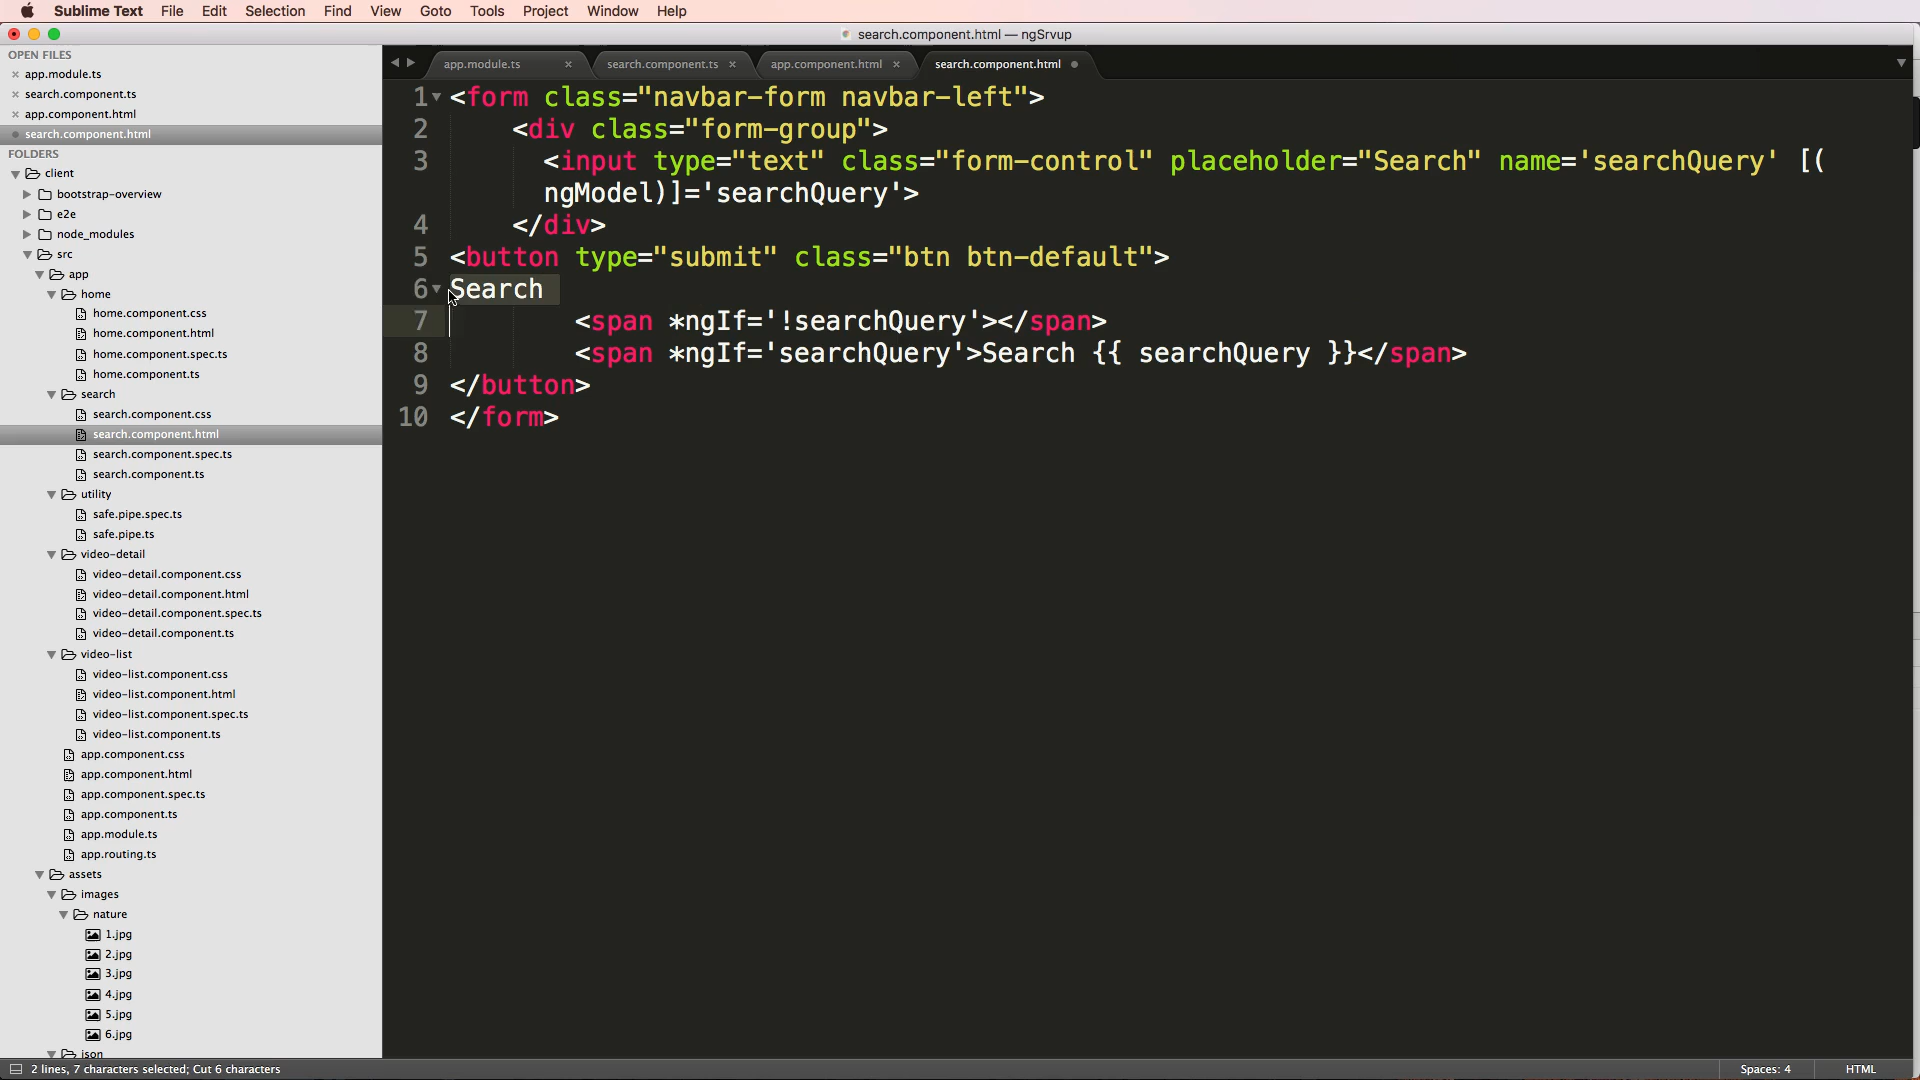 Sublime Text File Edit Selection Find View Goto Tools Project Window Help
search.component.html — ngSrvup
OPEN FILES
app.module.ts
search.component.ts
app.component.html
search.component.html
FOLDERS
client
bootstrap-overview
e2e
node_modules
src
app
home
home.component.css
home.component.html
home.component.spec.ts
home.component.ts
search
search.component.css
search.component.html
search.component.spec.ts
search.component.ts
utility
safe.pipe.spec.ts
safe.pipe.ts
video-detail
video-detail.component.css
video-detail.component.html
video-detail.component.spec.ts
video-detail.component.ts
video-list
video-list.component.css
video-list.component.html
video-list.component.spec.ts
video-list.component.ts
app.component.css
app.component.html
app.component.spec.ts
app.component.ts
app.module.ts
app.routing.ts
assets
images
nature
1.jpg
2.jpg
3.jpg
4.jpg
5.jpg
6.jpg
json
app.module.ts search.component.ts app.component.html search.component.html
1 <form class="navbar-form navbar-left">
2 <div class="form-group">
3 <input type="text" class="form-control" placeholder="Search" name='searchQuery' [(
ngModel)]='searchQuery'>
4 </div>
5 <button type="submit" class="btn btn-default">
6 Search
7 <span *ngIf='!searchQuery'></span>
8 <span *ngIf='searchQuery'>Search {{ searchQuery }}</span>
9 </button>
10 </form>
2 lines, 7 characters selected; Cut 6 characters Spaces: 4 HTML